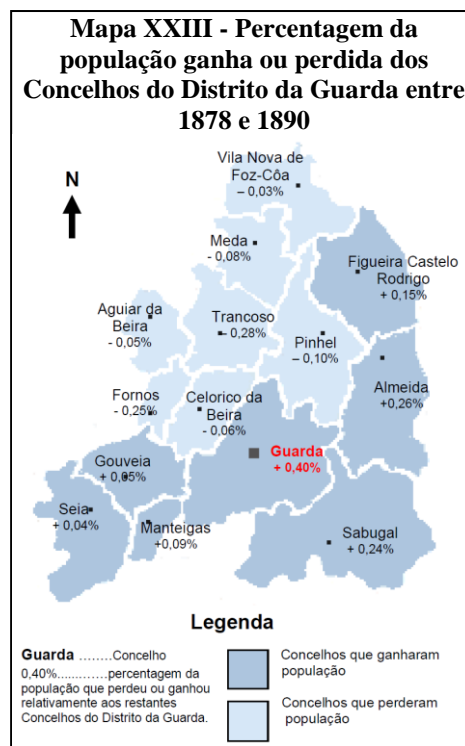 Mapa XXIII - Percentagem da
população ganha ou perdida dos
Concelhos do Distrito da Guarda entre
1878 e 1890
N
Vila Nova de
Foz-Côa
– 0,03%
Meda
- 0,08%
Figueira Castelo
Rodrigo
+ 0,15%
Aguiar da
Beira
- 0,05%
Trancoso
– 0,28%
Pinhel
– 0,10%
Almeida
+0,26%
Fornos
- 0,25%
Celorico da
Beira
- 0,06%
Guarda
+ 0,40%
Gouveia
+ 0,05%
Seia
+ 0,04%
Manteigas
+0,09%
Sabugal
+ 0,24%
Legenda
Guarda ........Concelho
0,40%.............percentagem da
população que perdeu ou ganhou
relativamente aos restantes
Concelhos do Distrito da Guarda.
Concelhos que ganharam
população
Concelhos que perderam
população